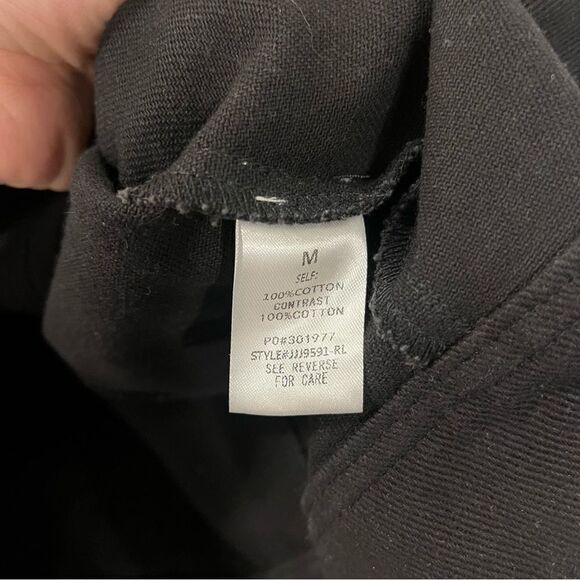 M
SELF:
100%COTTON
CONTRAST
100%COTTON
PO#301977
STYLE#JJJ9591-RL
SEE REVERSE
FOR CARE